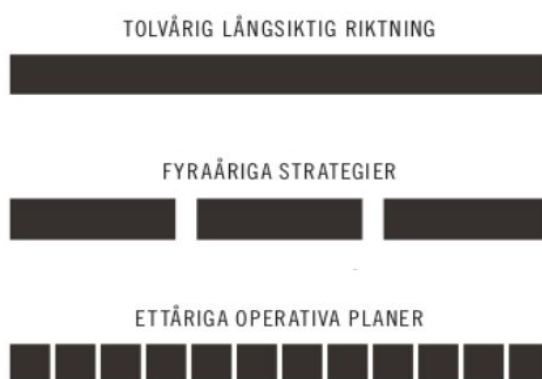 TOLVÅRIG LÅNGSIKTIG RIKTNING
FYRAÅRIGA STRATEGIER
ETTÅRIGA OPERATIVA PLANER